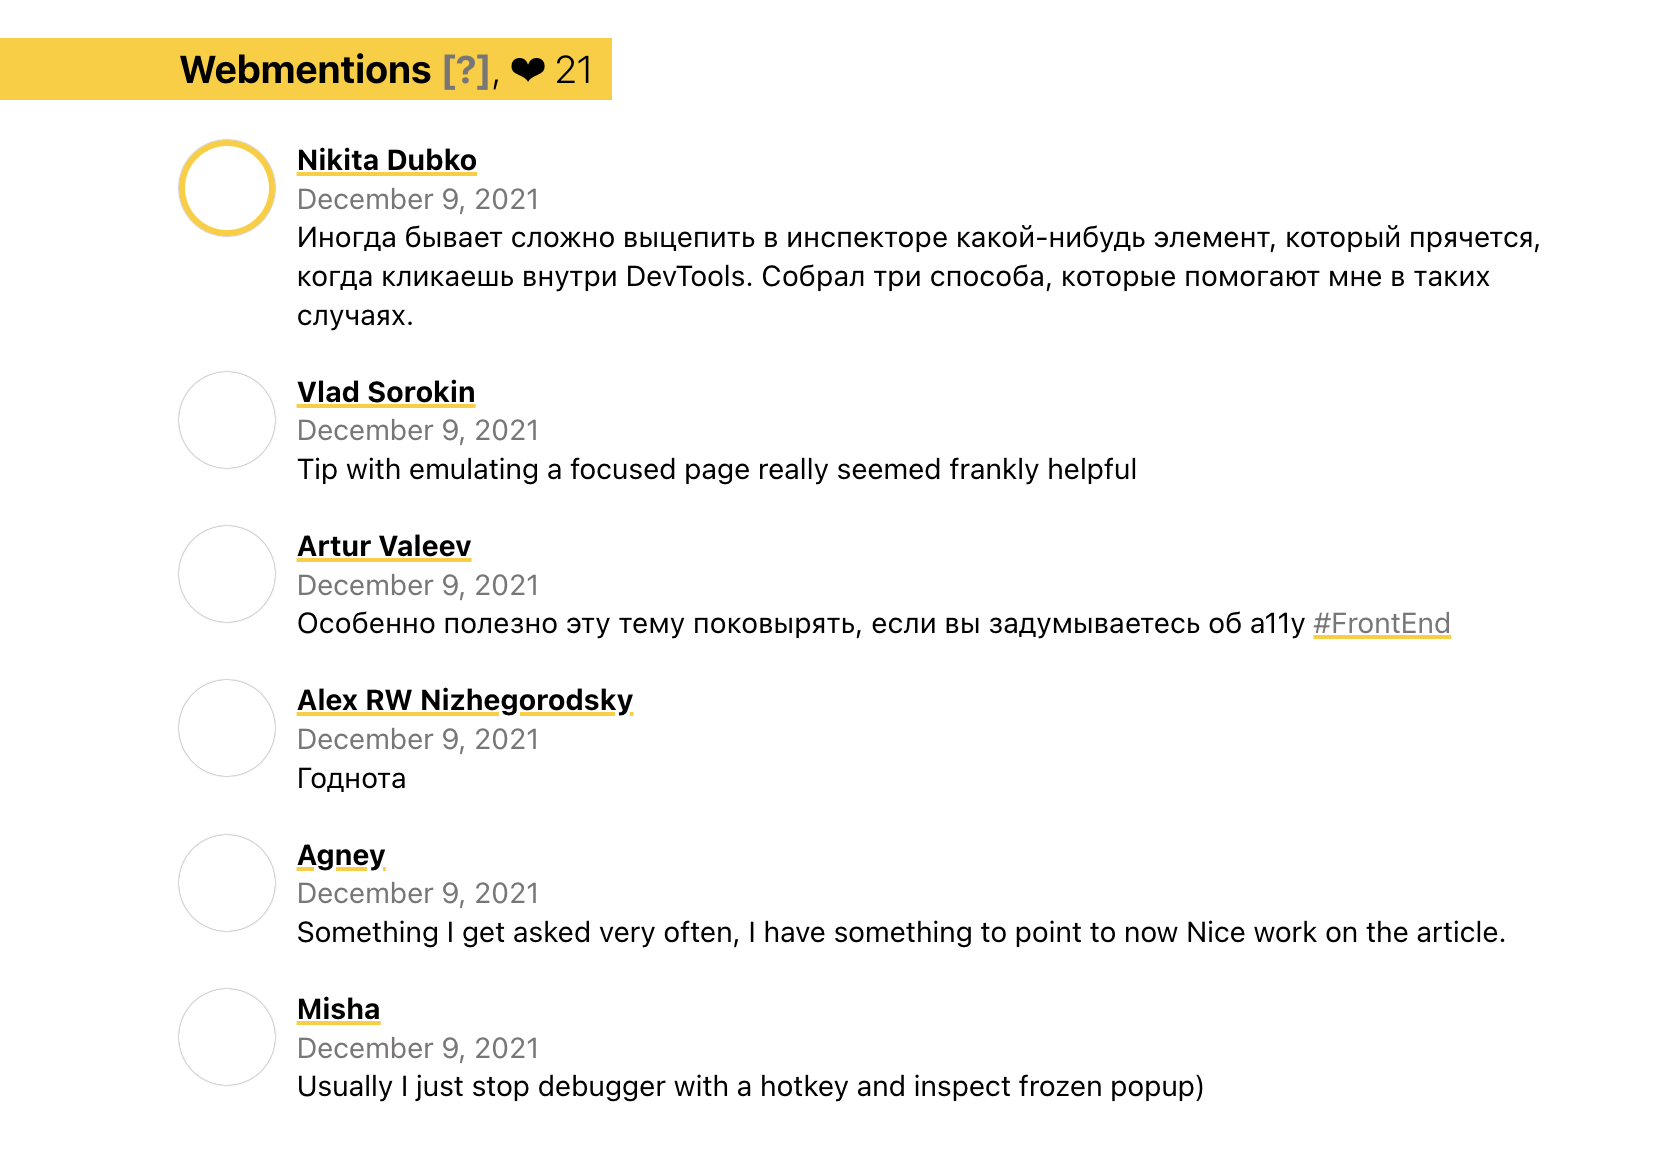 Webmentions [?], ❤ 21
Nikita Dubko
December 9, 2021
Иногда бывает сложно выцепить в инспекторе какой-нибудь элемент, который прячется,
когда кликаешь внутри DevTools. Собрал три способа, которые помогают мне в таких
случаях.
Vlad Sorokin
December 9, 2021
Tip with emulating a focused page really seemed frankly helpful
Artur Valeev
December 9, 2021
Особенно полезно эту тему поковырять, если вы задумываетесь об a11y #FrontEnd
Alex RW Nizhegorodsky
December 9, 2021
Годнота
Agney
December 9, 2021
Something I get asked very often, I have something to point to now Nice work on the article.
Misha
December 9, 2021
Usually I just stop debugger with a hotkey and inspect frozen popup)